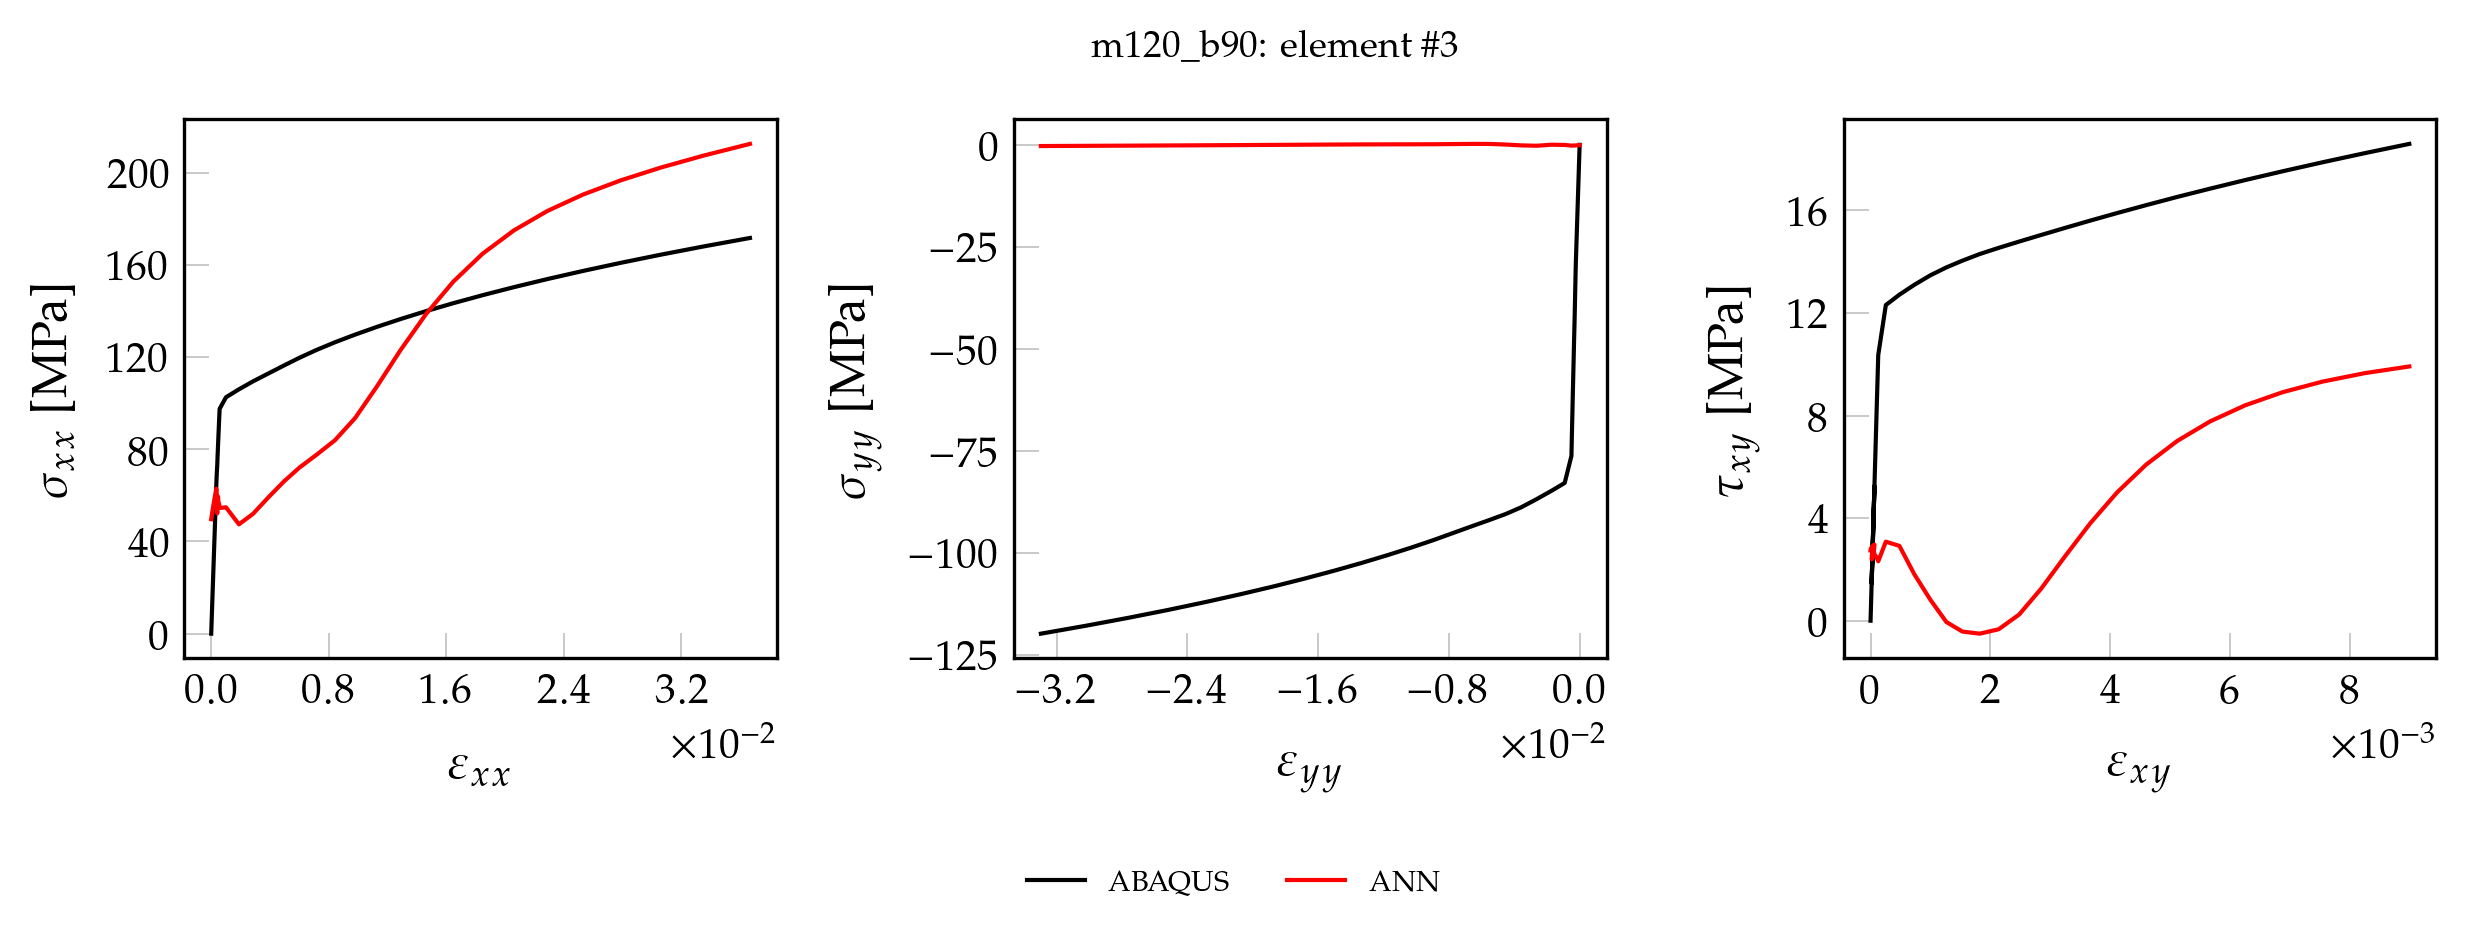 m120_b90: element #3
σxx [MPa]
200
160
120
80
40
0
0.0 0.8 1.6 2.4 3.2
×10−2
εxx
σyy [MPa]
0
−25
−50
−75
−100
−125
−3.2 −2.4 −1.6 −0.8 0.0
×10−2
εyy
τxy [MPa]
16
12
8
4
0
0 2 4 6 8
×10−3
εxy
ABAQUS ANN